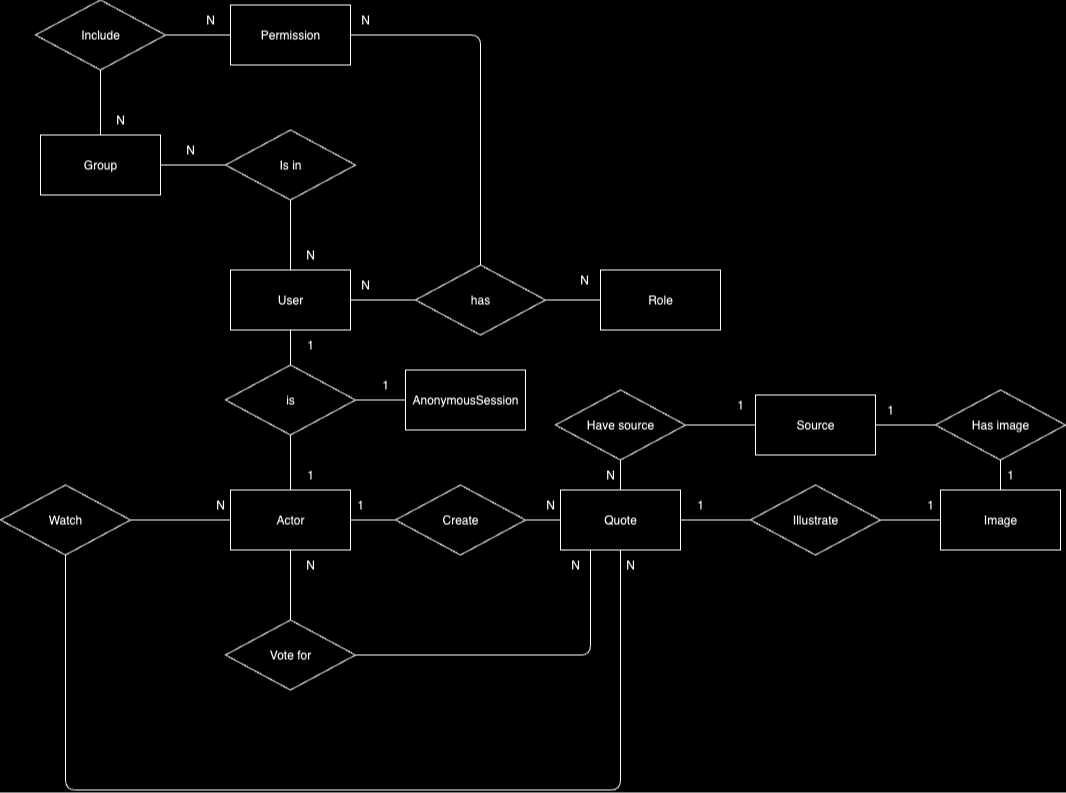 N
N
Include
Permission
N
N
Group
Is in
N
N
N
User
has
Role
1
1
is
AnonymousSession
1
1
Have source
Source
Has image
1
N
1
N
1
N
1
1
Watch
Actor
Create
Quote
Illustrate
Image
N
N
N
Vote for